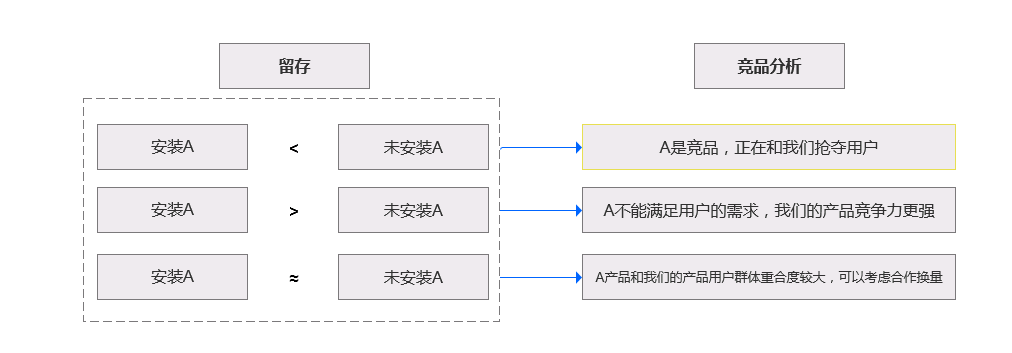 留存
竞品分析
安装A < 未安装A
A是竞品，正在和我们抢夺用户
安装A > 未安装A
A不能满足用户的需求，我们的产品竞争力更强
安装A ≈ 未安装A
A产品和我们的产品用户群体重合度较大，可以考虑合作换量